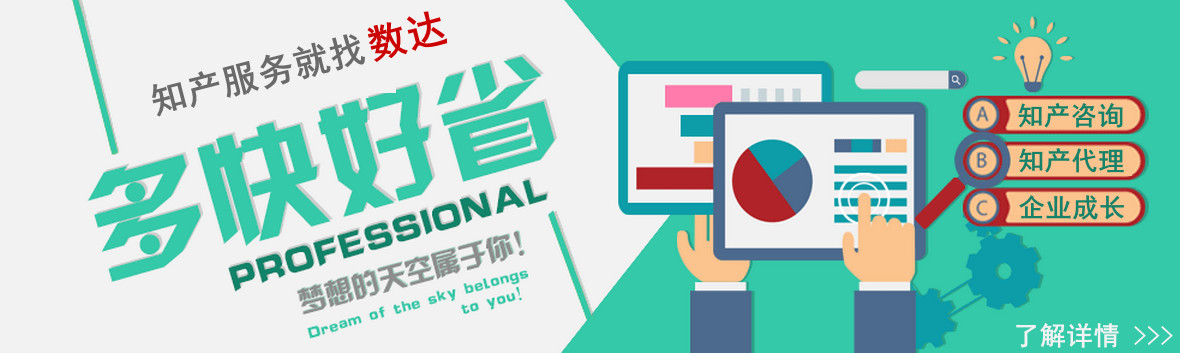 知产服务就找数达
多快好省
PROFESSIONAL
梦想的天空属于你！
Dream of the sky belongs
to you!
A 知产咨询
B 知产代理
C 企业成长
了解详情 >>>